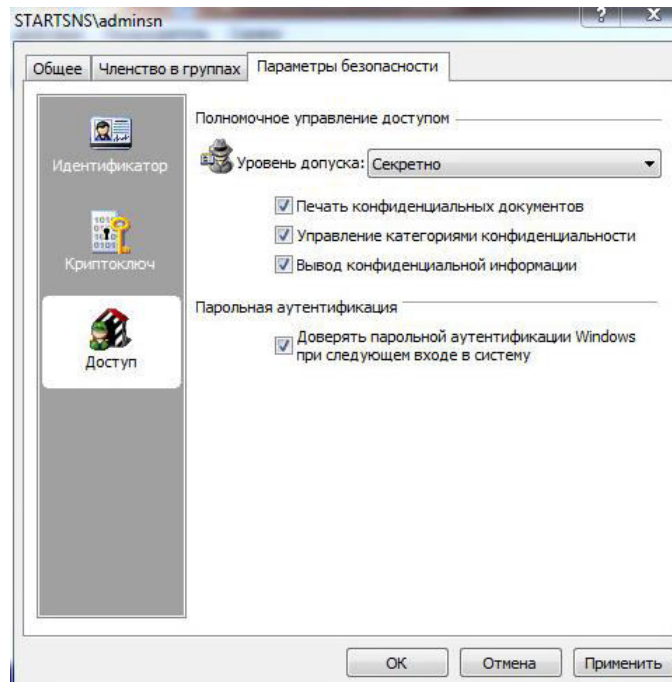 STARTSNS\adminsn
Общее
Членство в группах
Параметры безопасности
Идентификатор
Криптоключ
Доступ
Полномочное управление доступом
Уровень допуска: Секретно
Печать конфиденциальных документов
Управление категориями конфиденциальности
Вывод конфиденциальной информации
Парольная аутентификация
Доверять парольной аутентификации Windows
при следующем входе в систему
ОК
Отмена
Применить